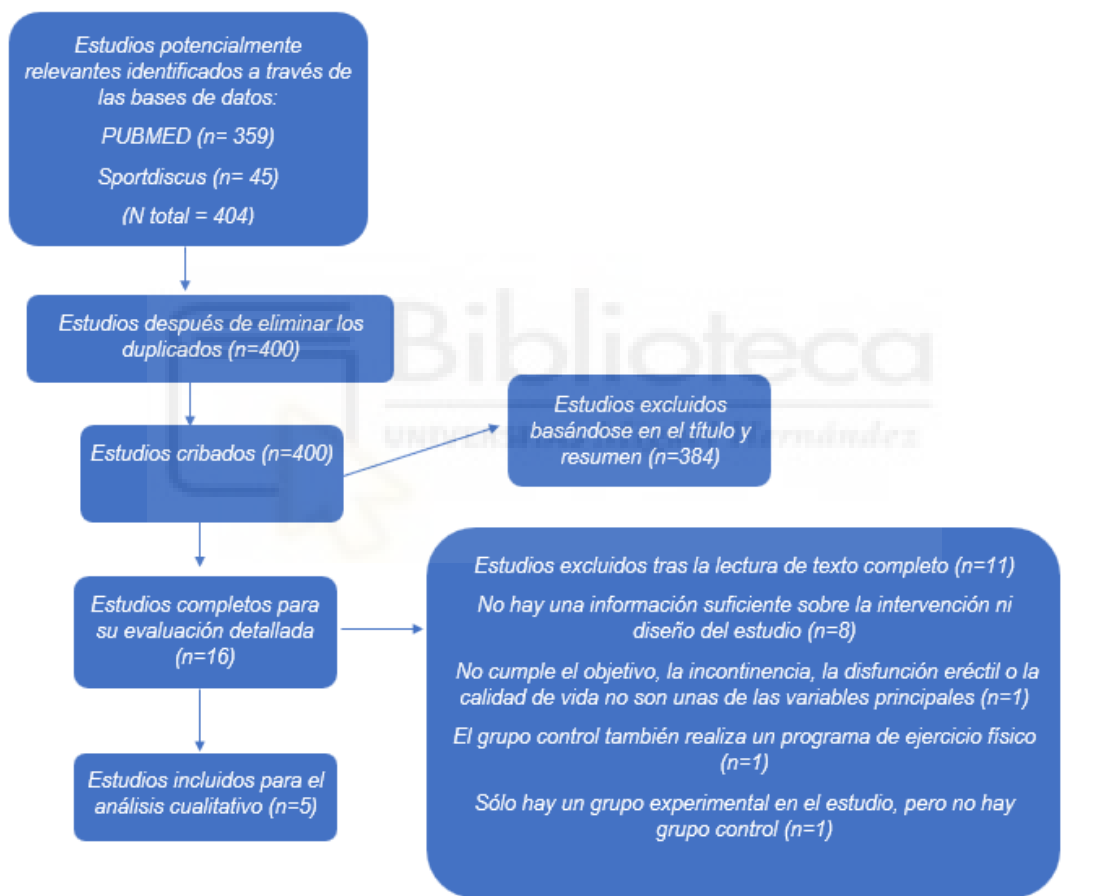 Estudios potencialmente
relevantes identificados a través de
las bases de datos:
PUBMED (n= 359)
Sportdiscus (n= 45)
(N total = 404)
Estudios después de eliminar los
duplicados (n=400)
Biblioteca
UNIVERSITAS Miguel Hernández
Estudios cribados (n=400)
Estudios excluidos
basándose en el título y
resumen (n=384)
Estudios completos para
su evaluación detallada
(n=16)
Estudios excluidos tras la lectura de texto completo (n=11)
No hay una información suficiente sobre la intervención ni
diseño del estudio (n=8)
No cumple el objetivo, la incontinencia, la disfunción eréctil o la
calidad de vida no son unas de las variables principales (n=1)
El grupo control también realiza un programa de ejercicio físico
(n=1)
Sólo hay un grupo experimental en el estudio, pero no hay
grupo control (n=1)
Estudios incluidos para el
análisis cualitativo (n=5)